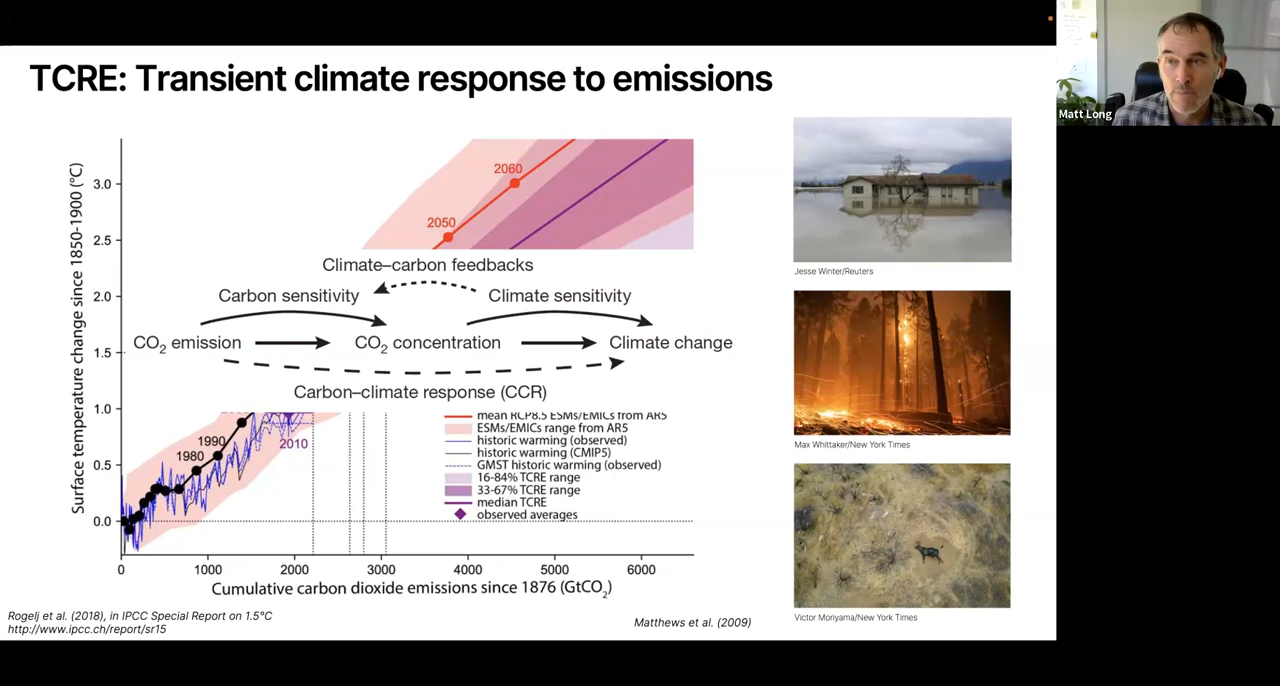 TCRE: Transient climate response to emissions
Matt Long
Surface temperature change since 1850-1900 (°C)
3.0
2.5
2.0
1.5
1.0
0.5
0.0
2060
2050
Climate–carbon feedbacks
Carbon sensitivity
Climate sensitivity
CO₂ emission
CO₂ concentration
Climate change
Carbon–climate response (CCR)
1990
1980
2010
mean RCP8.5 ESMs/EMICs from AR5
ESMs/EMICs range from AR5
historic warming (observed)
historic warming (CMIP5)
GMST historic warming (observed)
16-84% TCRE range
33-67% TCRE range
median TCRE
observed averages
0 1000 2000 3000 4000 5000 6000
Cumulative carbon dioxide emissions since 1876 (GtCO₂)
Rogelj et al. (2018), in IPCC Special Report on 1.5°C
http://www.ipcc.ch/report/sr15
Matthews et al. (2009)
Jesse Winter/Reuters
Max Whittaker/New York Times
Victor Moriyama/New York Times